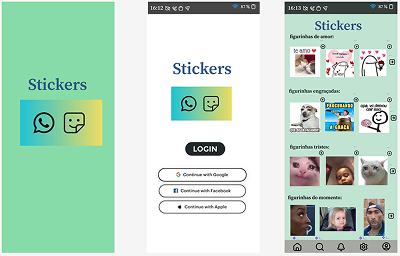 Stickers
16:12
87%
Stickers
LOGIN
Continue with Google
Continue with Facebook
Continue with Apple
16:13
87%
Stickers
figurinhas de amor:
te amo
figurinhas engraçadas:
PROCURANDO
A GRAÇA
figurinhas tristes:
figurinhas do momento: